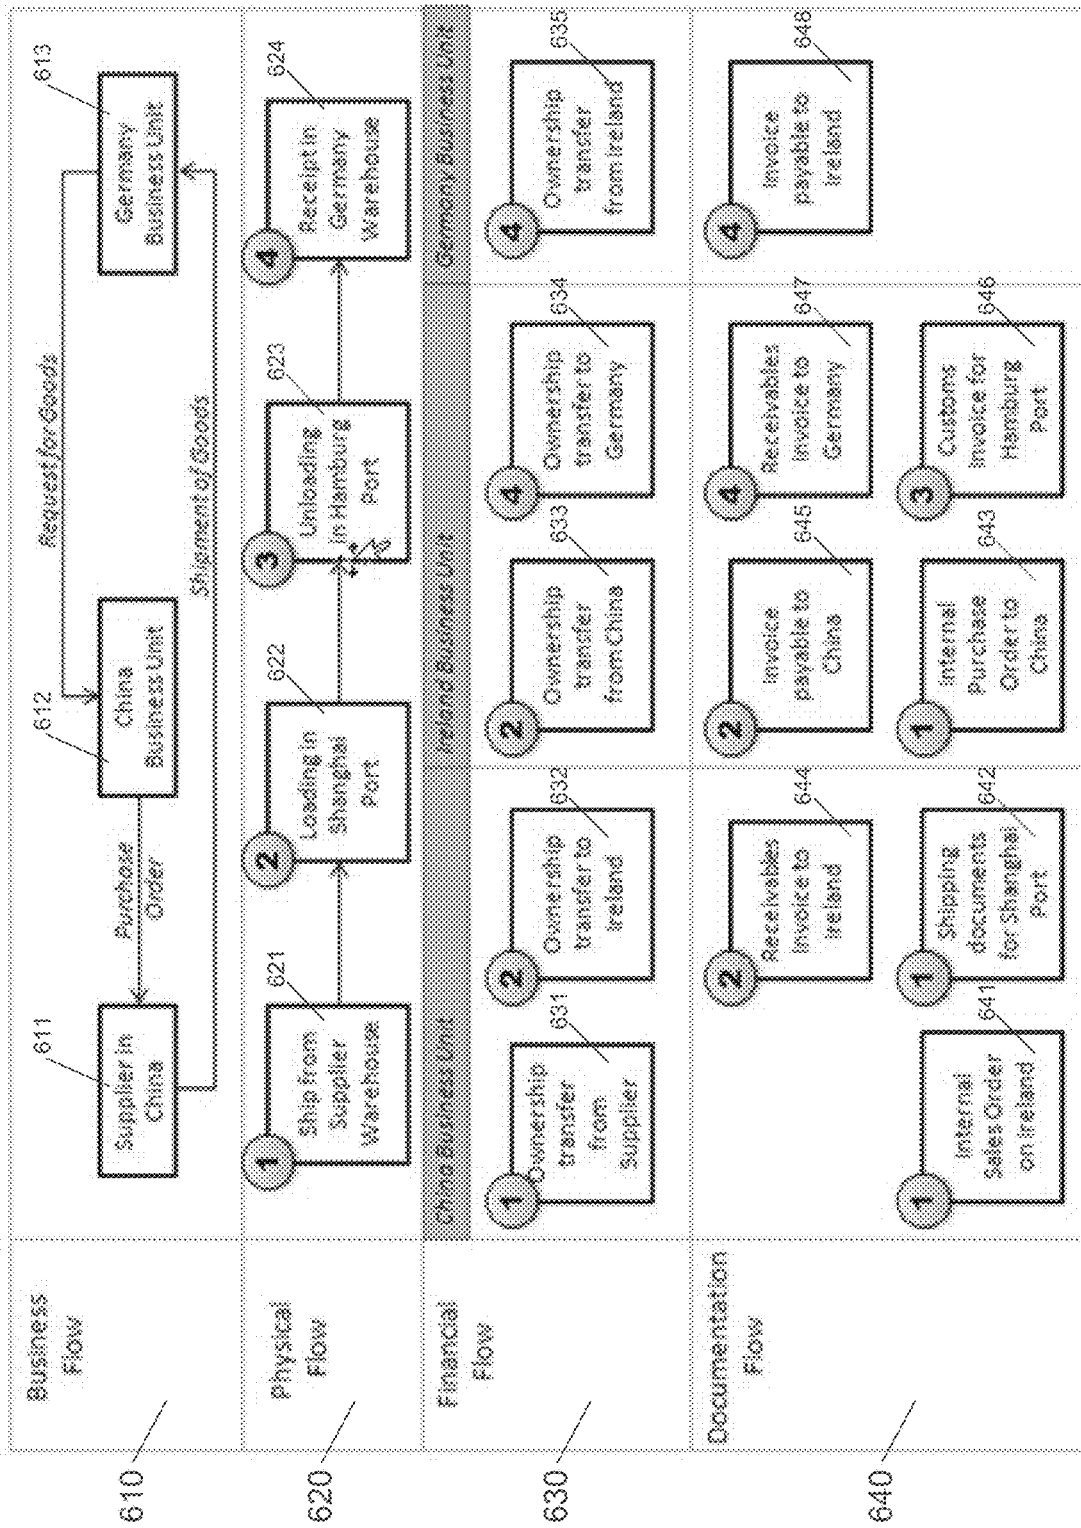 610
Business
Flow
611
Supplier in
China
Purchase
Order
612
China
Business Unit
Request for Goods
Shipment of Goods
613
Germany
Business Unit
620
Physical
Flow
1
621
Ship from
Supplier
Warehouse
2
622
Loading in
Shanghai
Port
3
623
Unloading
in Hamburg
Port
4
624
Receipt in
Germany
Warehouse
China Business Unit
Ireland Business Unit
Germany Business Unit
630
Financial
Flow
1
631
Ownership
transfer
from
Supplier
2
632
Ownership
transfer to
Ireland
2
633
Ownership
transfer
from China
4
634
Ownership
transfer to
Germany
4
635
Ownership
transfer
from Ireland
640
Documentation
Flow
2
644
Receivables
Invoice to
Ireland
2
645
Invoice
payable to
China
4
647
Receivables
Invoice to
Germany
4
648
Invoice
payable to
Ireland
1
641
Internal
Sales Order
on Ireland
1
642
Shipping
documents
for Shanghai
Port
1
643
Internal
Purchase
Order to
China
3
646
Customs
Invoice for
Hamburg
Port